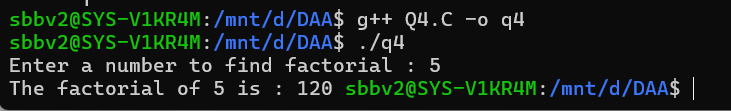 sbbv2@SYS-V1KR4M:/mnt/d/DAA$ g++ Q4.C -o q4
sbbv2@SYS-V1KR4M:/mnt/d/DAA$ ./q4
Enter a number to find factorial : 5
The factorial of 5 is : 120 sbbv2@SYS-V1KR4M:/mnt/d/DAA$